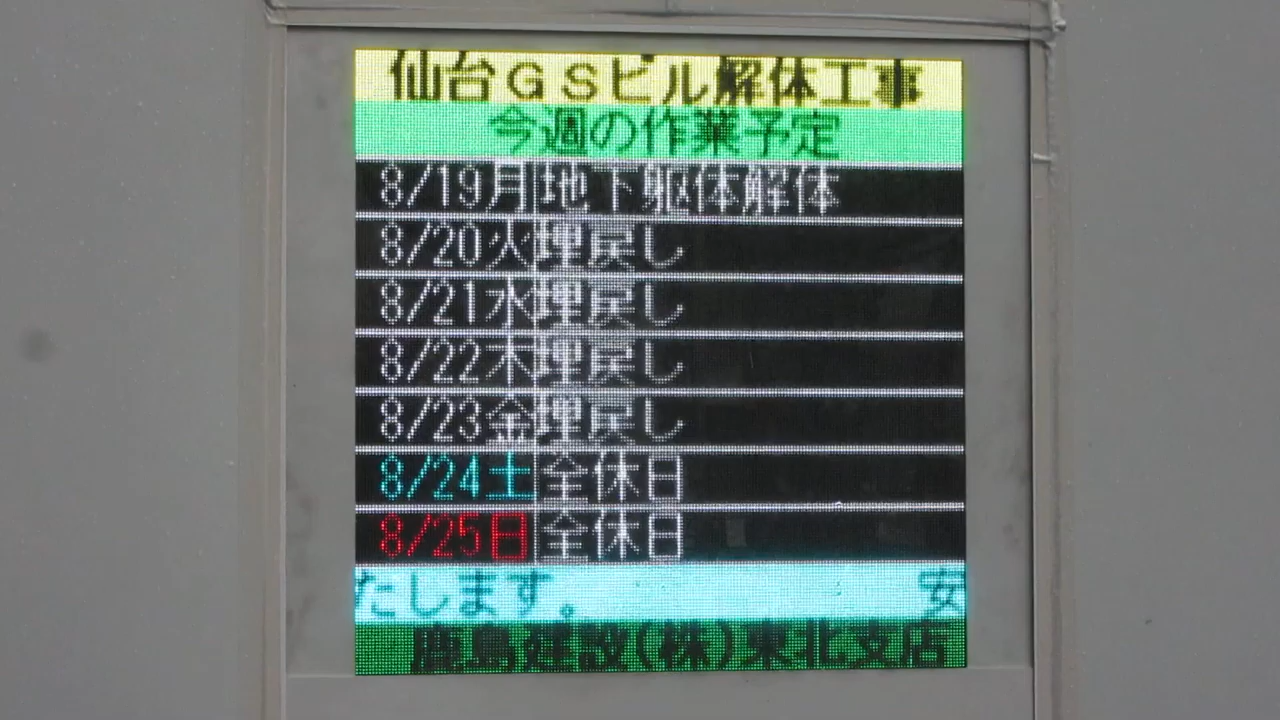 仙台GSビル解体工事
今週の作業予定
8/19月 地下躯体解体
8/20火 埋戻し
8/21水 埋戻し
8/22木 埋戻し
8/23金 埋戻し
8/24土 全休日
8/25日 全休日
たします。 安
鹿島建設(株)東北支店